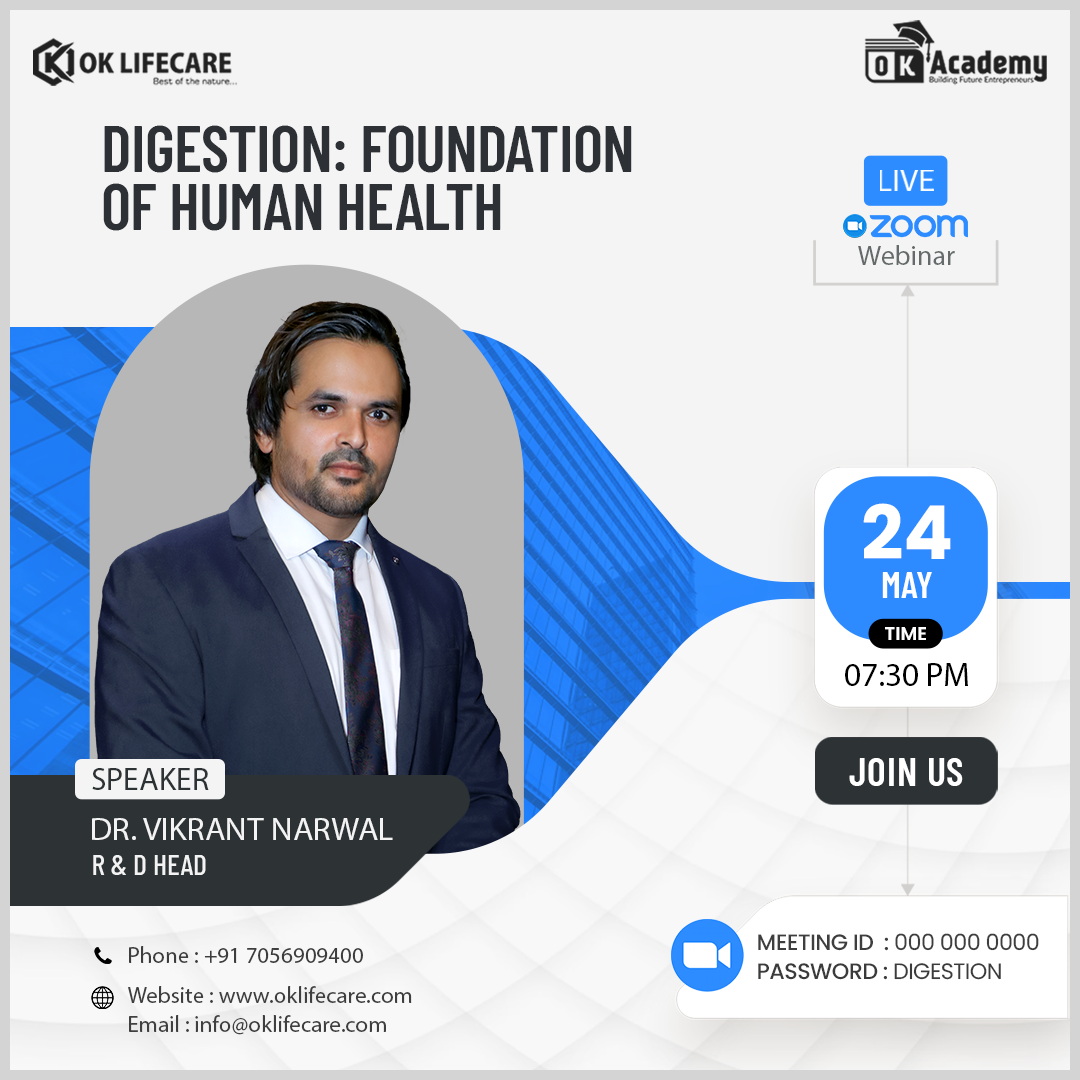 OK LIFECARE
Best of the nature...
OK Academy
Building Future Entrepreneurs
DIGESTION: FOUNDATION
OF HUMAN HEALTH
LIVE
zoom
Webinar
24
MAY
TIME
07:30 PM
JOIN US
SPEAKER
DR. VIKRANT NARWAL
R & D HEAD
Phone : +91 7056909400
Website : www.oklifecare.com
Email : info@oklifecare.com
MEETING ID : 000 000 0000
PASSWORD : DIGESTION